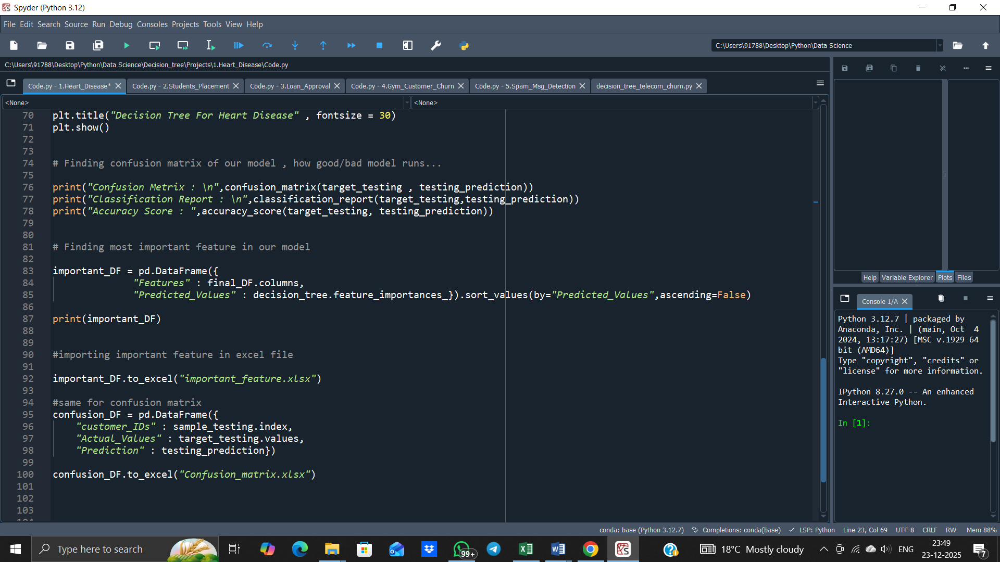 Spyder (Python 3.12)
File Edit Search Source Run Debug Consoles Projects Tools View Help
C:\Users\91788\Desktop\Python\Data Science
C:\Users\91788\Desktop\Python\Data Science\Decision_tree\Projects\1.Heart_Disease\Code.py
Code.py - 1.Heart_Disease* Code.py - 2.Students_Placement Code.py - 3.Loan_Approval Code.py - 4.Gym_Customer_Churn Code.py - 5.Spam_Msg_Detection decision_tree_telecom_churn.py
<None> <None>
70 plt.title("Decision Tree For Heart Disease" , fontsize = 30)
71 plt.show()
72
73
74 # Finding confusion matrix of our model , how good/bad model runs...
75
76 print("Confusion Metrix : \n",confusion_matrix(target_testing , testing_prediction))
77 print("Classification Report : \n",classification_report(target_testing,testing_prediction))
78 print("Accuracy Score : ",accuracy_score(target_testing, testing_prediction))
79
80
81 # Finding most important feature in our model
82
83 important_DF = pd.DataFrame({
84 "Features" : final_DF.columns,
85 "Predicted_Values" : decision_tree.feature_importances_}).sort_values(by="Predicted_Values",ascending=False)
86
87 print(important_DF)
88
89
90 #importing important feature in excel file
91
92 important_DF.to_excel("important_feature.xlsx")
93
94 #same for confusion matrix
95 confusion_DF = pd.DataFrame({
96 "customer_IDs" : sample_testing.index,
97 "Actual_Values" : target_testing.values,
98 "Prediction" : testing_prediction})
99
100 confusion_DF.to_excel("Confusion_matrix.xlsx")
101
102
103
Help Variable Explorer Plots Files
Console 1/A
Python 3.12.7 | packaged by
Anaconda, Inc. | (main, Oct 4
2024, 13:17:27) [MSC v.1929 64
bit (AMD64)]
Type "copyright", "credits" or
"license" for more information.
IPython 8.27.0 -- An enhanced
Interactive Python.
In [1]:
conda: base (Python 3.12.7) Completions: conda(base) LSP: Python Line 23, Col 69 UTF-8 CRLF RW Mem 88%
Type here to search 99+ 18°C Mostly cloudy ENG 23:49
23-12-2025 7